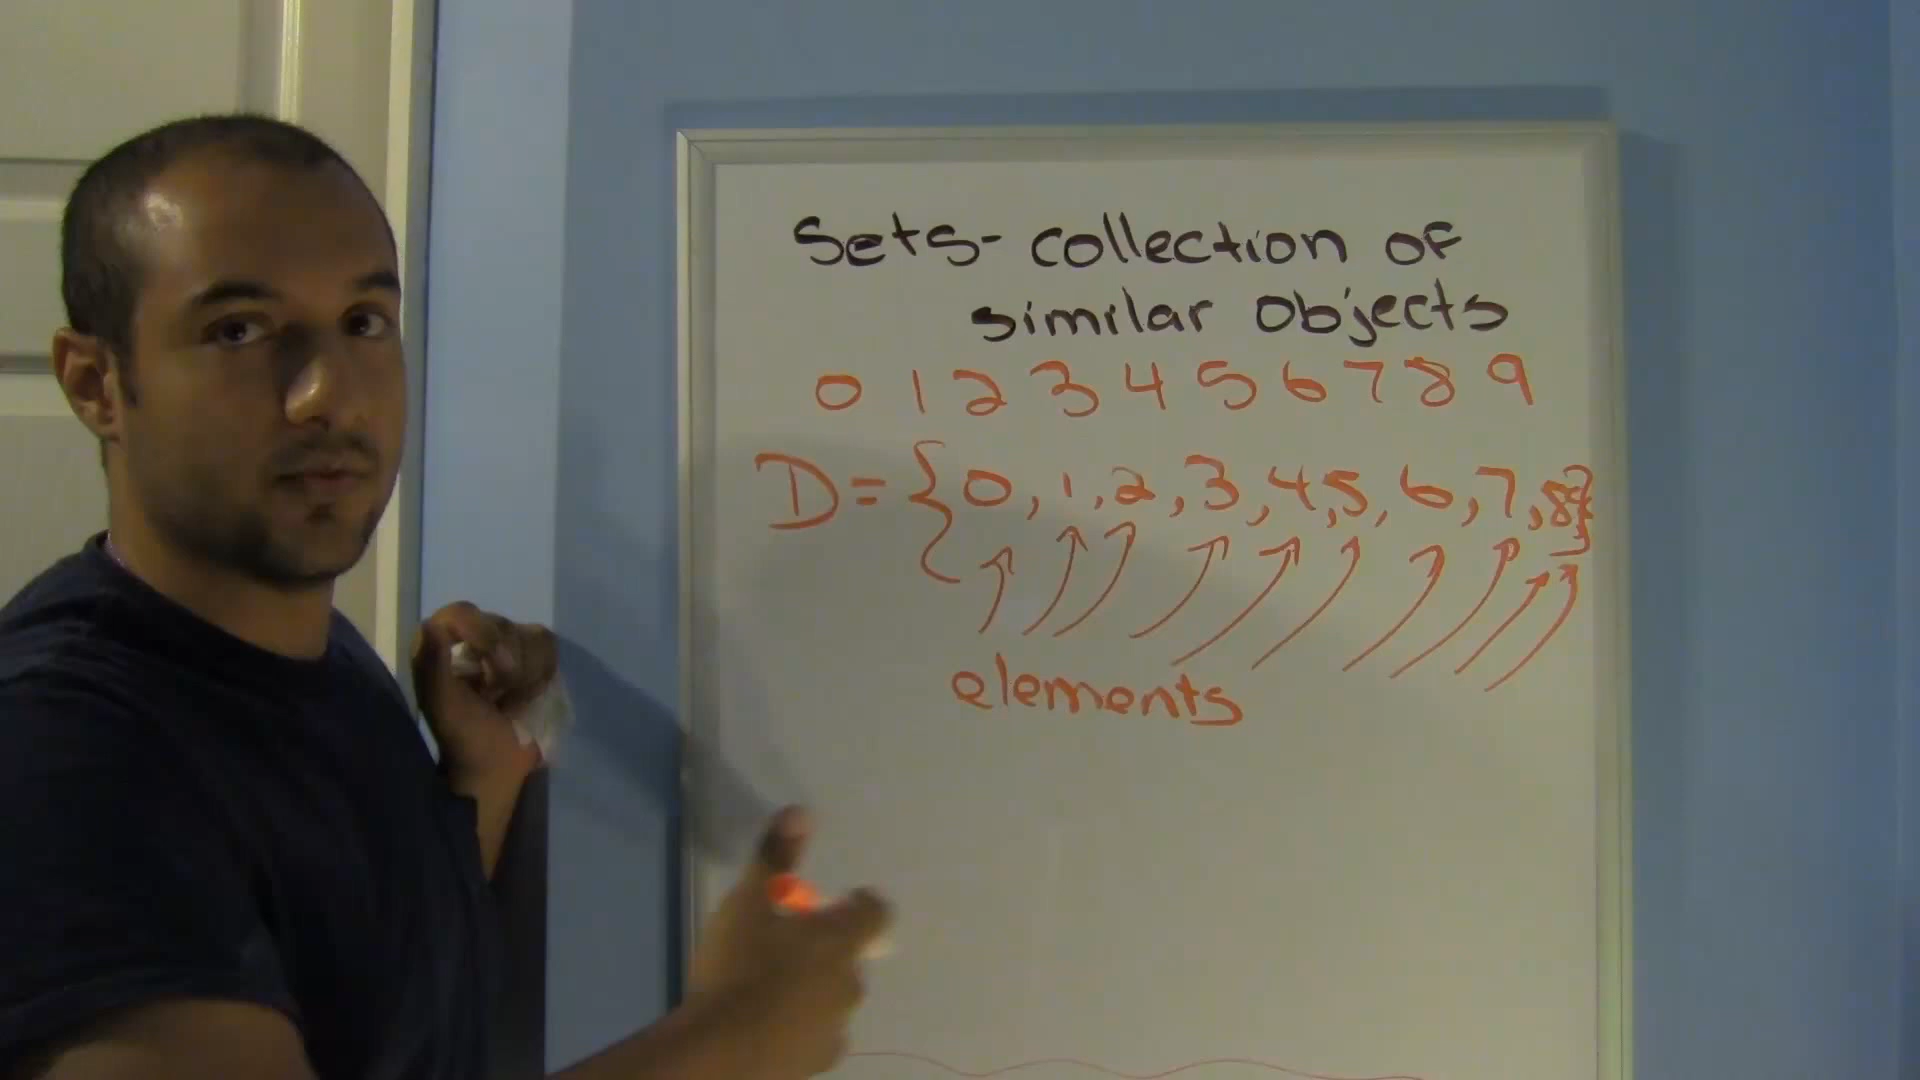 Sets- collection of
similar objects
0 1 2 3 4 5 6 7 8 9
D = {0, 1, 2, 3, 4, 5, 6, 7, 8
elements